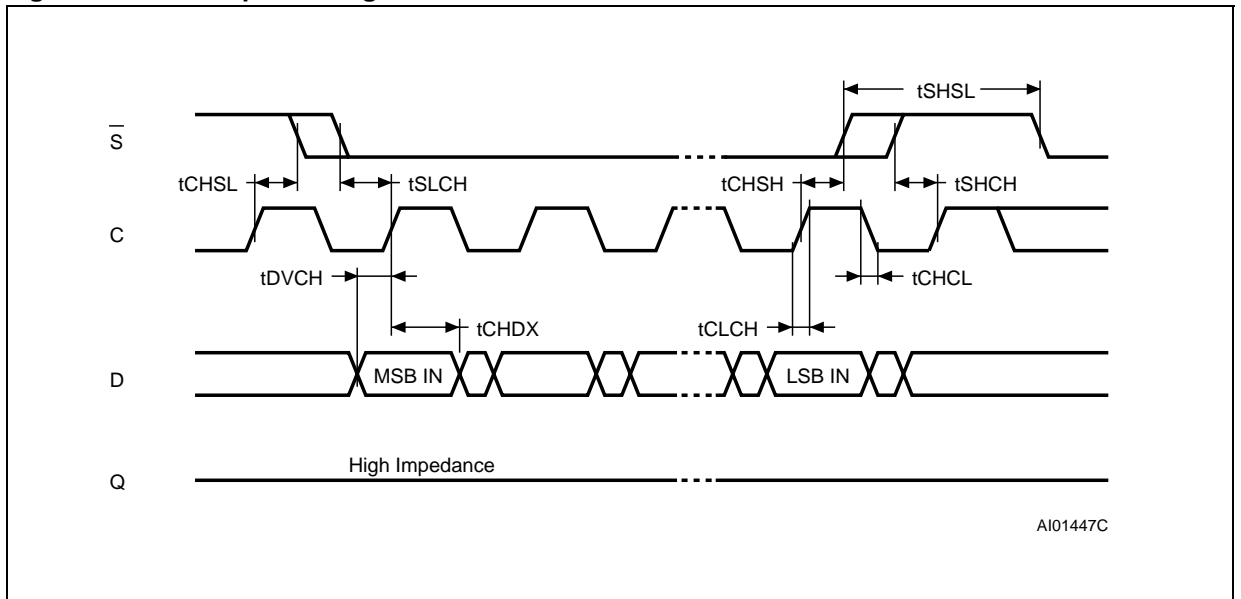 tSHSL
S
tCHSL
tSLCH
tCHSH
tSHCH
C
tDVCH
tCHCL
tCHDX
tCLCH
D
MSB IN
LSB IN
High Impedance
Q
AI01447C